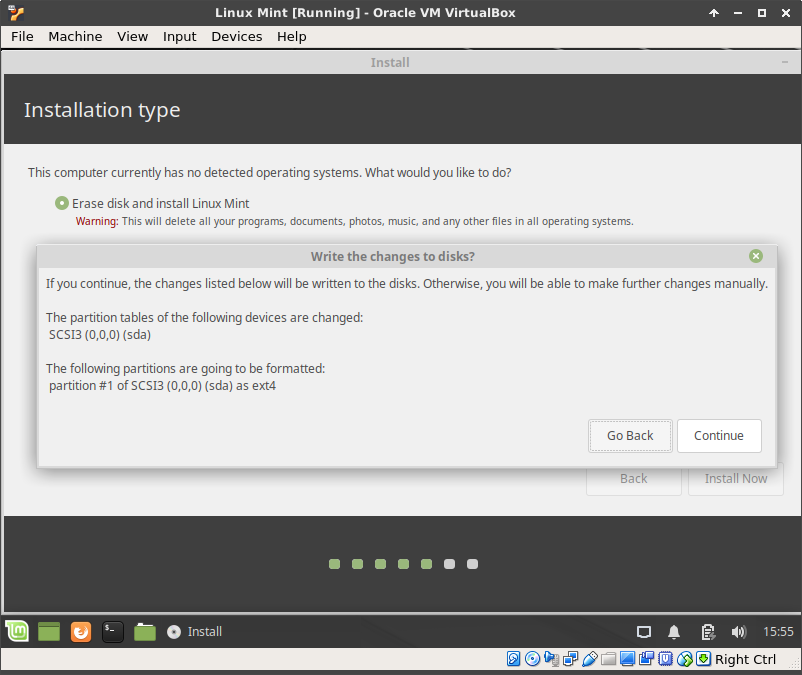 Linux Mint [Running] - Oracle VM VirtualBox
File Machine View Input Devices Help
Install
Installation type
This computer currently has no detected operating systems. What would you like to do?
Erase disk and install Linux Mint
Warning: This will delete all your programs, documents, photos, music, and any other files in all operating systems.
Write the changes to disks?
If you continue, the changes listed below will be written to the disks. Otherwise, you will be able to make further changes manually.
The partition tables of the following devices are changed:
SCSI3 (0,0,0) (sda)
The following partitions are going to be formatted:
partition #1 of SCSI3 (0,0,0) (sda) as ext4
Go Back Continue
Back Install Now
Install 15:55
Right Ctrl